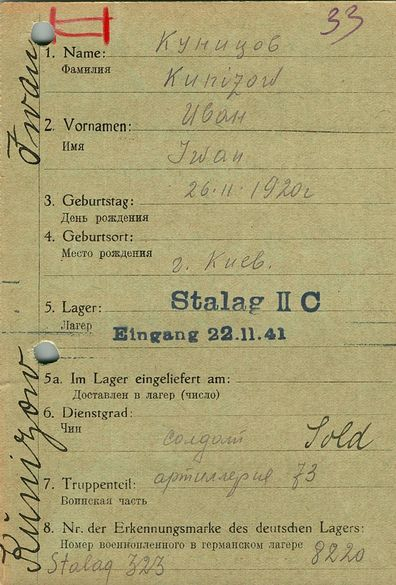 33
Куницов
1. Name:
Фамилия
Kunizow
Иван
2. Vornamen:
Имя
Iwan
26.11.1920г
3. Geburtstag:
День рождения
4. Geburtsort:
Место рождения
г. Киев.
5. Lager: Stalag II C
Лагер
Eingang 22.11.41
5a. Im Lager eingeliefert am:
Доставлен в лагер (число)
6. Dienstgrad:
Чин
солдат Sold
7. Truppenteil: артиллерия 73
Воинская часть
8. Nr. der Erkennungsmarke des deutschen Lagers:
Номер военнопленного в германском лагере
Stalag 323 8220
Kunizow Iwan